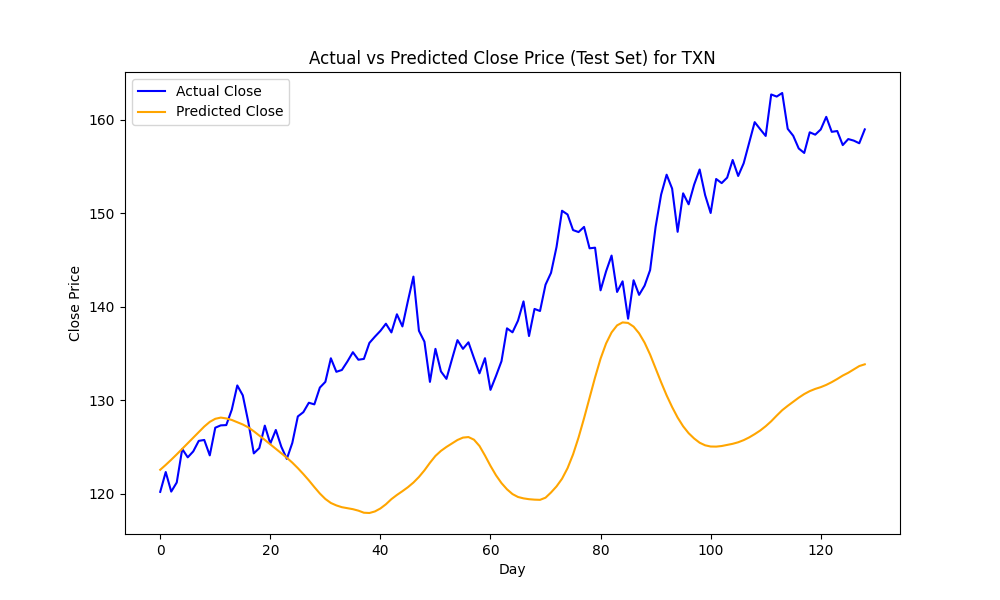 Actual vs Predicted Close Price (Test Set) for TXN
Actual Close
Predicted Close
Close Price
160
150
140
130
120
0 20 40 60 80 100 120
Day